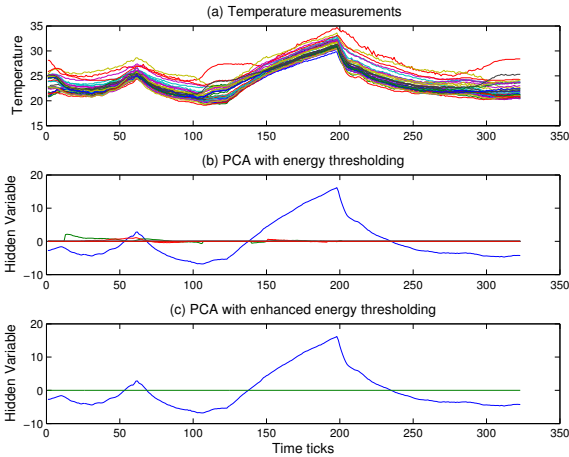 (a) Temperature measurements
Temperature
35
30
25
20
15
0 50 100 150 200 250 300 350
(b) PCA with energy thresholding
Hidden Variable
20
10
0
−10
0 50 100 150 200 250 300 350
(c) PCA with enhanced energy thresholding
Hidden Variable
20
10
0
−10
0 50 100 150 200 250 300 350
Time ticks